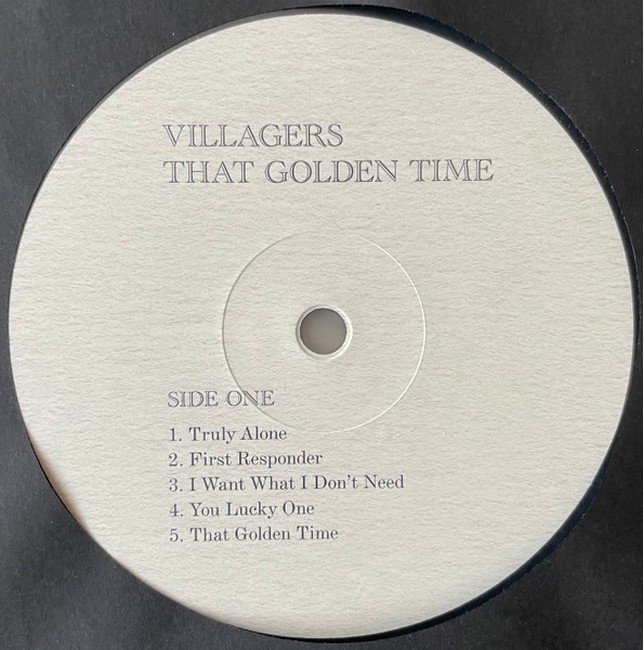 VILLAGERS
THAT GOLDEN TIME
SIDE ONE
1. Truly Alone
2. First Responder
3. I Want What I Don't Need
4. You Lucky One
5. That Golden Time